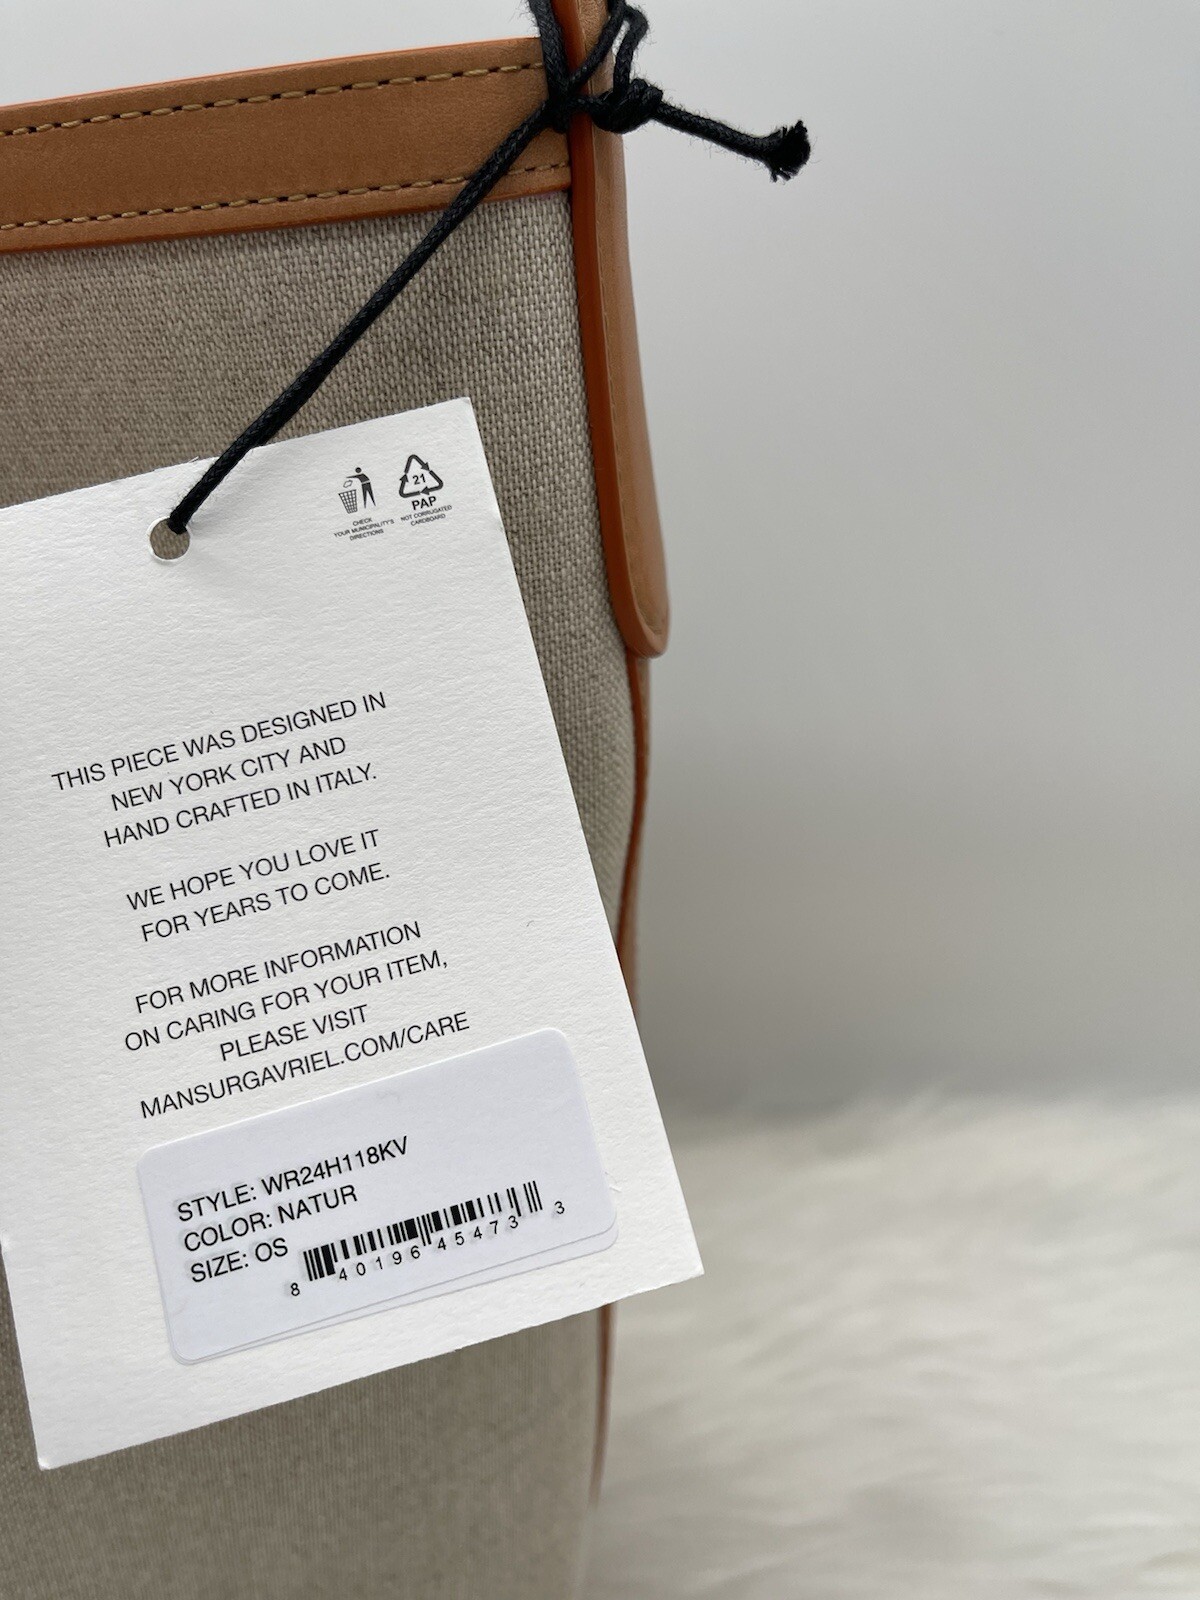 CHECK
YOUR MUNICIPALITY'S
DIRECTIONS
21
PAP
NOT CORRUGATED
CARDBOARD
THIS PIECE WAS DESIGNED IN
NEW YORK CITY AND
HAND CRAFTED IN ITALY.
WE HOPE YOU LOVE IT
FOR YEARS TO COME.
FOR MORE INFORMATION
ON CARING FOR YOUR ITEM,
PLEASE VISIT
MANSURGAVRIEL.COM/CARE
STYLE: WR24H118KV
COLOR: NATUR
SIZE: OS
8 40196 45473 3